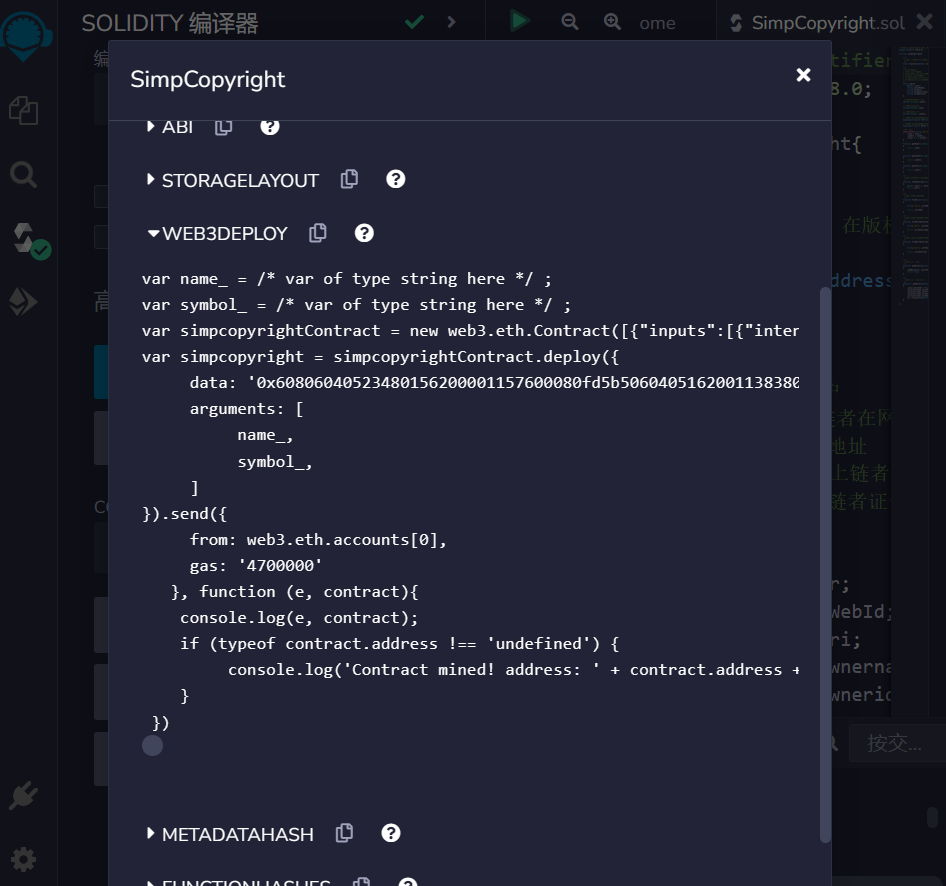 SOLIDITY 编译器
ome
SimpCopyright.sol
SimpCopyright
ABI
STORAGELAYOUT
WEB3DEPLOY
var name_ = /* var of type string here */ ;
var symbol_ = /* var of type string here */ ;
var simpcopyrightContract = new web3.eth.Contract([{"inputs":[{"inter
var simpcopyright = simpcopyrightContract.deploy({
data: '0x60806040523480156200001157600080fd5b5060405162001138380
arguments: [
name_,
symbol_,
]
}).send({
from: web3.eth.accounts[0],
gas: '4700000'
}, function (e, contract){
console.log(e, contract);
if (typeof contract.address !== 'undefined') {
console.log('Contract mined! address: ' + contract.address +
}
})
METADATAHASH
FUNCTIONHASHES
编
高
CO
tifier
8.0;
ht{
在版权
ddress
链者在网
地址
上链者
链者证
r;
WebId;
ri;
wnerna
wnerid
按交...